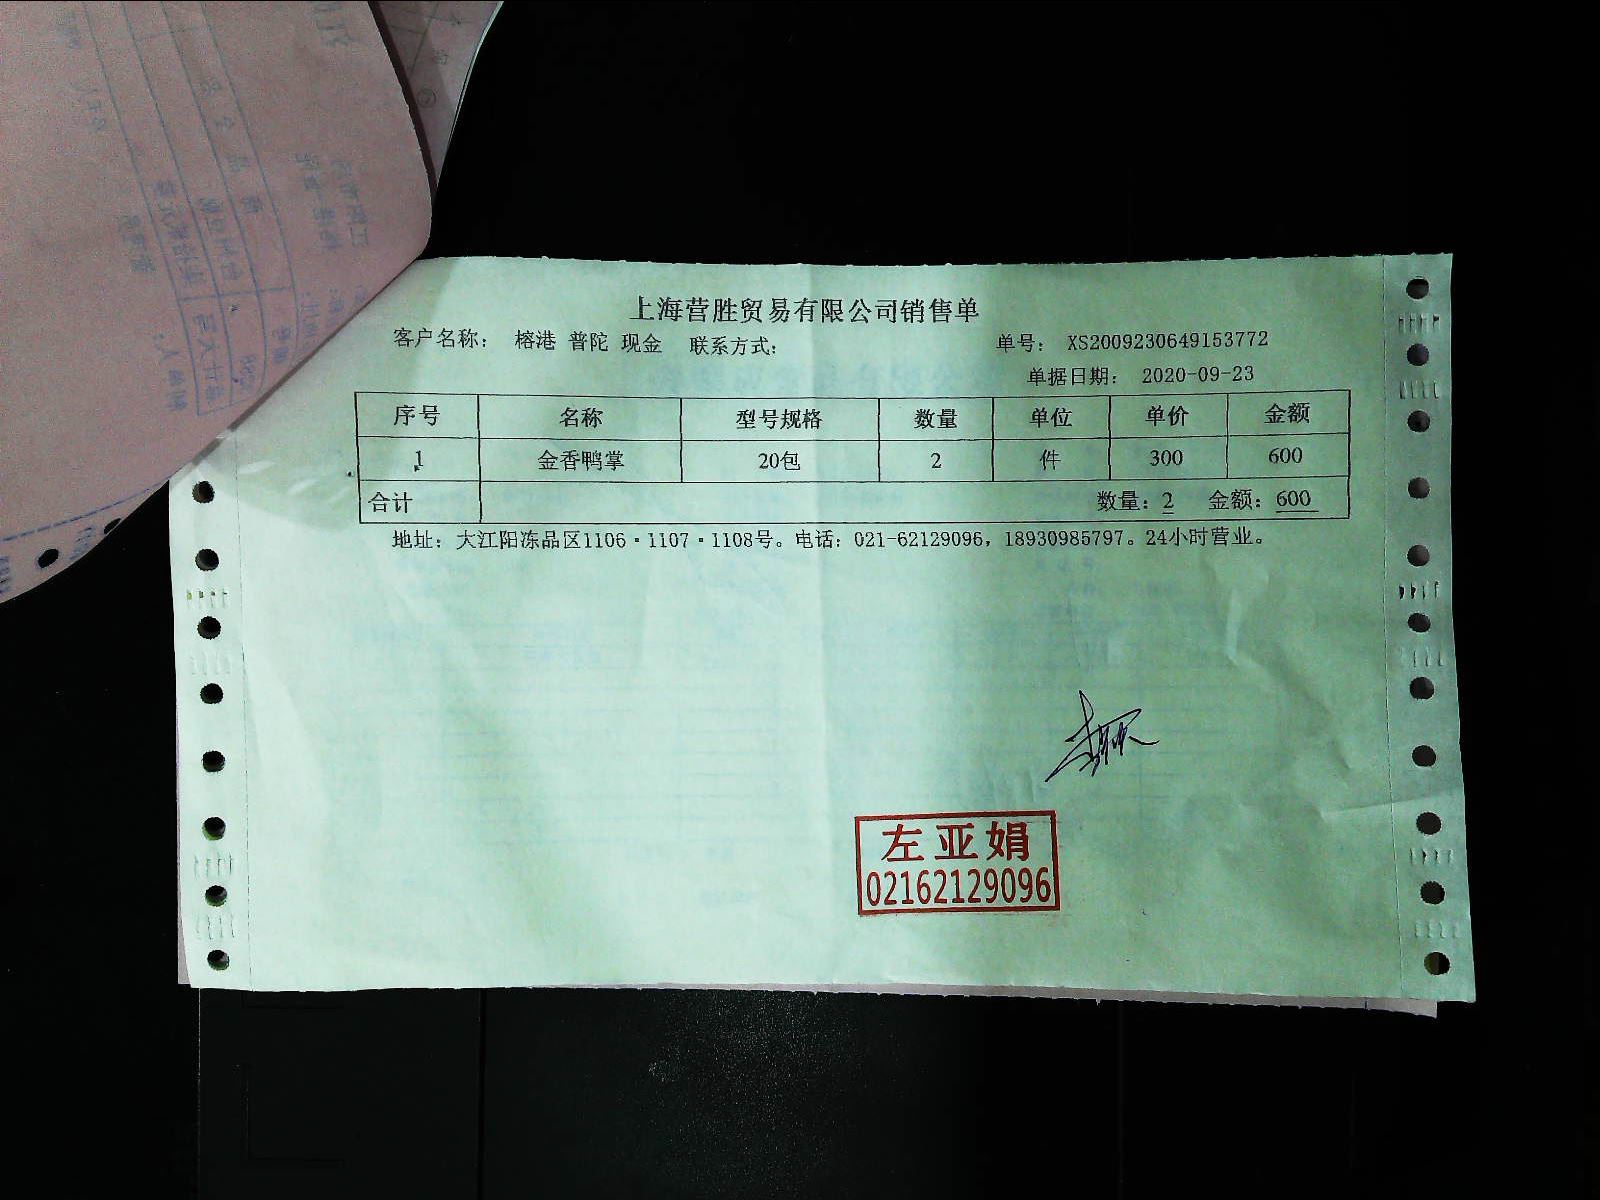 上海营胜贸易有限公司销售单
客户名称： 榕港 普陀 现金 联系方式： 单号： XS2009230649153772
单据日期： 2020-09-23
序号 名称 型号规格 数量 单位 单价 金额
1 金香鸭掌 20包 2 件 300 600
合计 数量：2 金额：600
地址：大江阳冻品区1106·1107·1108号。电话：021-62129096，18930985797。24小时营业。
左亚娟
02162129096